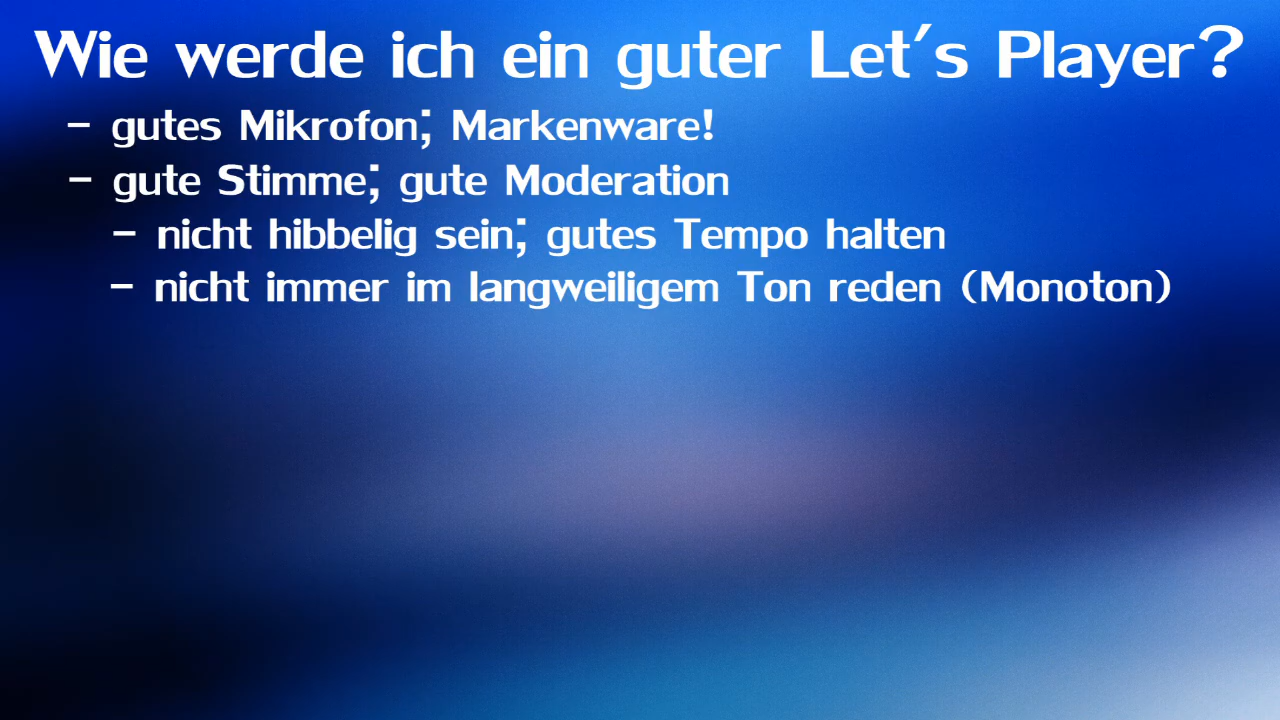 Wie werde ich ein guter Let's Player?
- gutes Mikrofon; Markenware!
- gute Stimme; gute Moderation
- nicht hibbelig sein; gutes Tempo halten
- nicht immer im langweiligem Ton reden (Monoton)